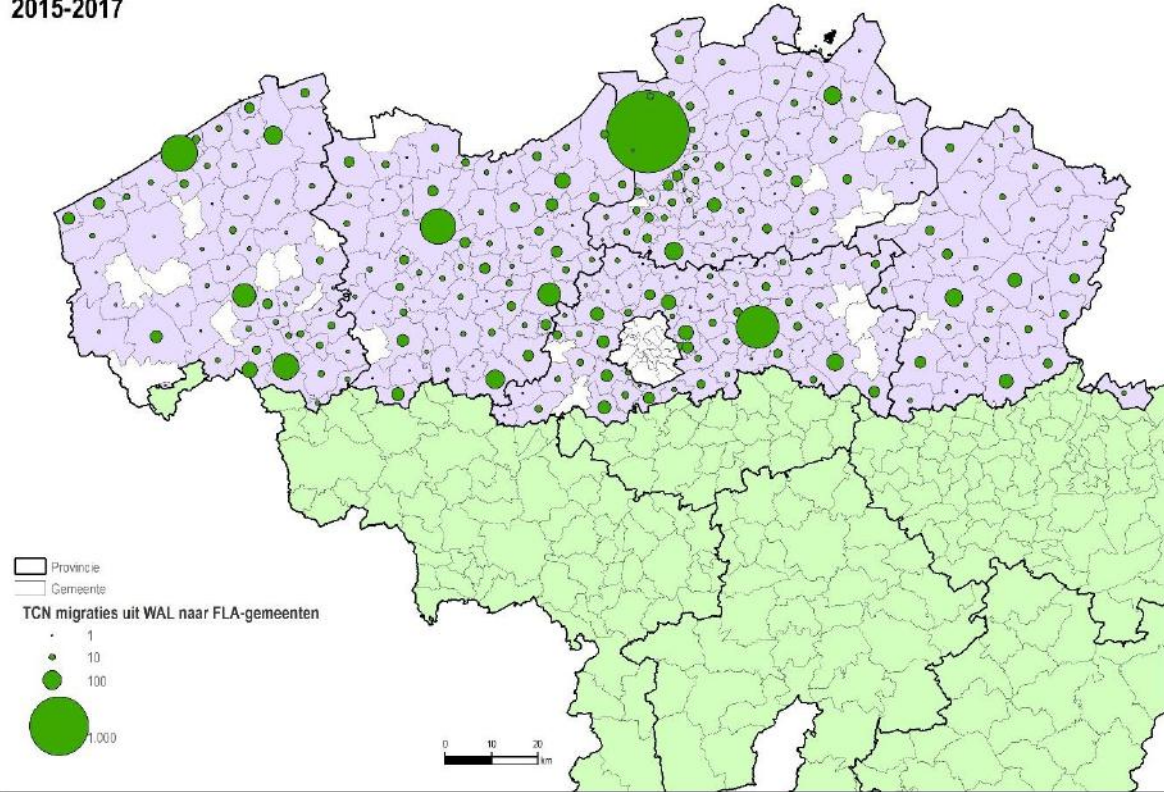 2015-2017
Provincie
Gemeente
TCN migraties uit WAL naar FLA-gemeenten
1
10
100
1.000
0 10 20
km